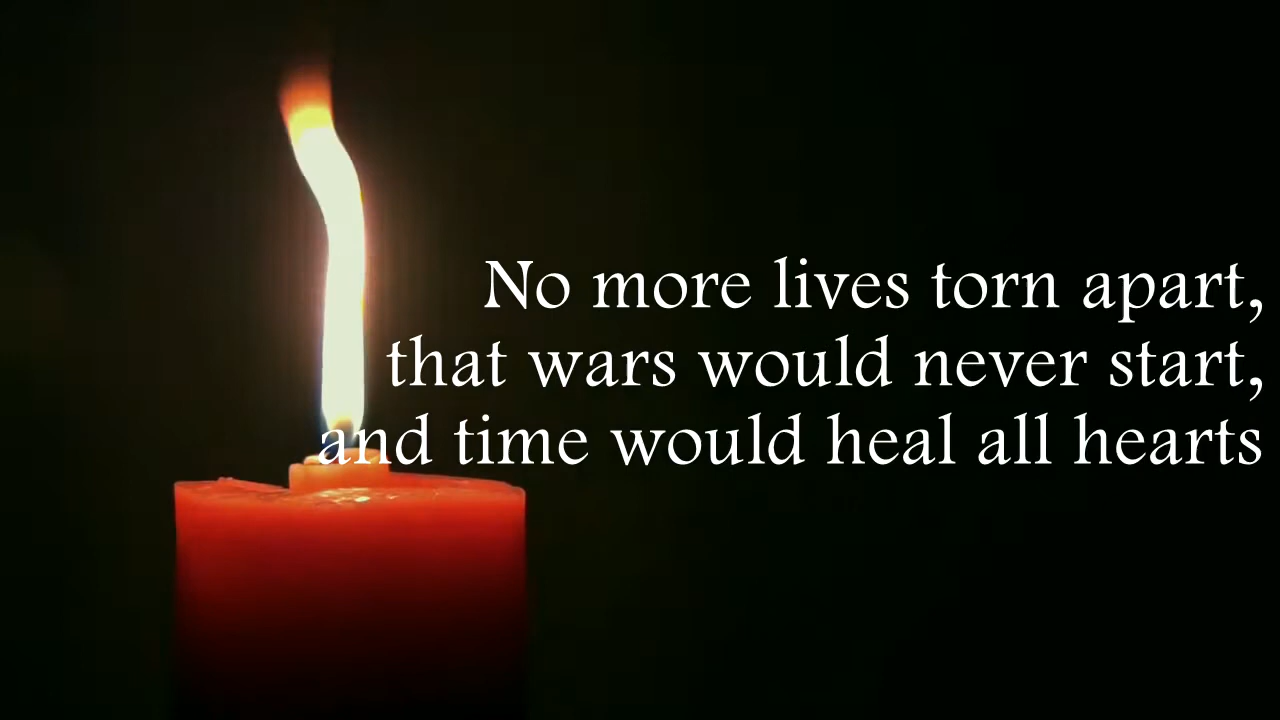 No more lives torn apart,
that wars would never start,
and time would heal all hearts